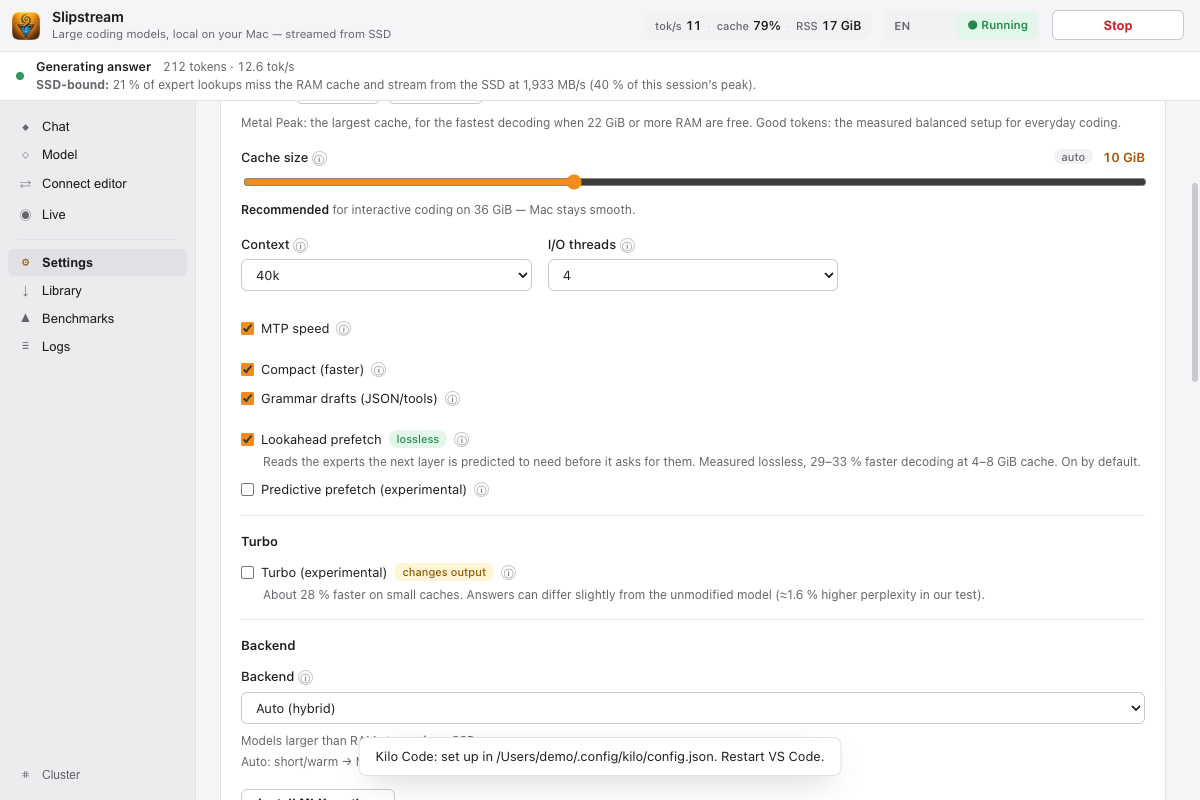 Slipstream
Large coding models, local on your Mac — streamed from SSD
tok/s 11 · cache 79% · RSS 17 GiB
EN
Running
Stop
Generating answer 212 tokens · 12.6 tok/s
SSD-bound: 21 % of expert lookups miss the RAM cache and stream from the SSD at 1,933 MB/s (40 % of this session's peak).
Chat
Model
Connect editor
Live
Settings
Library
Benchmarks
Logs
Cluster
Metal Peak: the largest cache, for the fastest decoding when 22 GiB or more RAM are free. Good tokens: the measured balanced setup for everyday coding.
Cache size
auto 10 GiB
Recommended for interactive coding on 36 GiB — Mac stays smooth.
Context
I/O threads
40k
4
MTP speed
Compact (faster)
Grammar drafts (JSON/tools)
Lookahead prefetch lossless
Reads the experts the next layer is predicted to need before it asks for them. Measured lossless, 29–33 % faster decoding at 4–8 GiB cache. On by default.
Predictive prefetch (experimental)
Turbo
Turbo (experimental) changes output
About 28 % faster on small caches. Answers can differ slightly from the unmodified model (≈1.6 % higher perplexity in our test).
Backend
Backend
Auto (hybrid)
Models larger than
Auto: short/warm →
Kilo Code: set up in /Users/demo/.config/kilo/config.json. Restart VS Code.